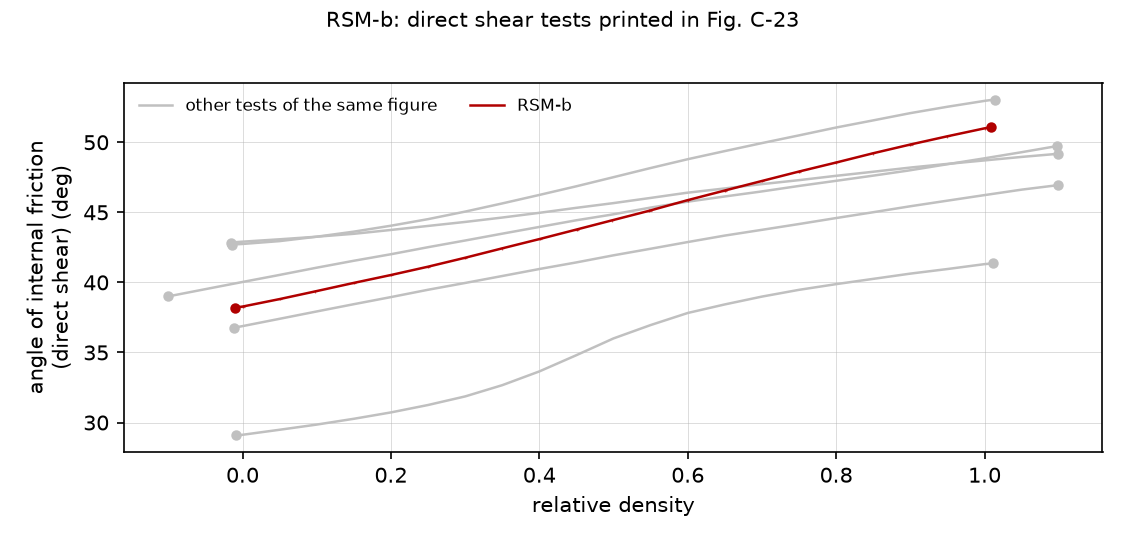 RSM-b: direct shear tests printed in Fig. C-23
other tests of the same figure
RSM-b
angle of internal friction
(direct shear) (deg)
50
45
40
35
30
0.0 0.2 0.4 0.6 0.8 1.0
relative density